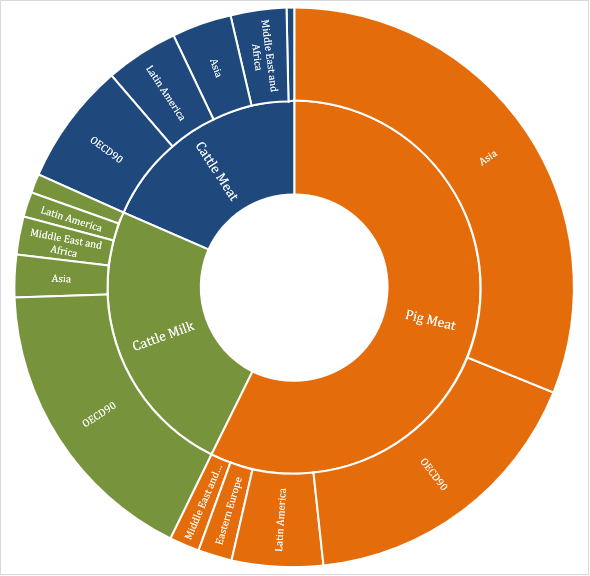 Pig Meat
Asia
OECD90
Latin America
Eastern Europe
Middle East and...
Cattle Milk
OECD90
Asia
Middle East and
Africa
Latin America
Cattle Meat
OECD90
Latin America
Asia
Middle East and
Africa